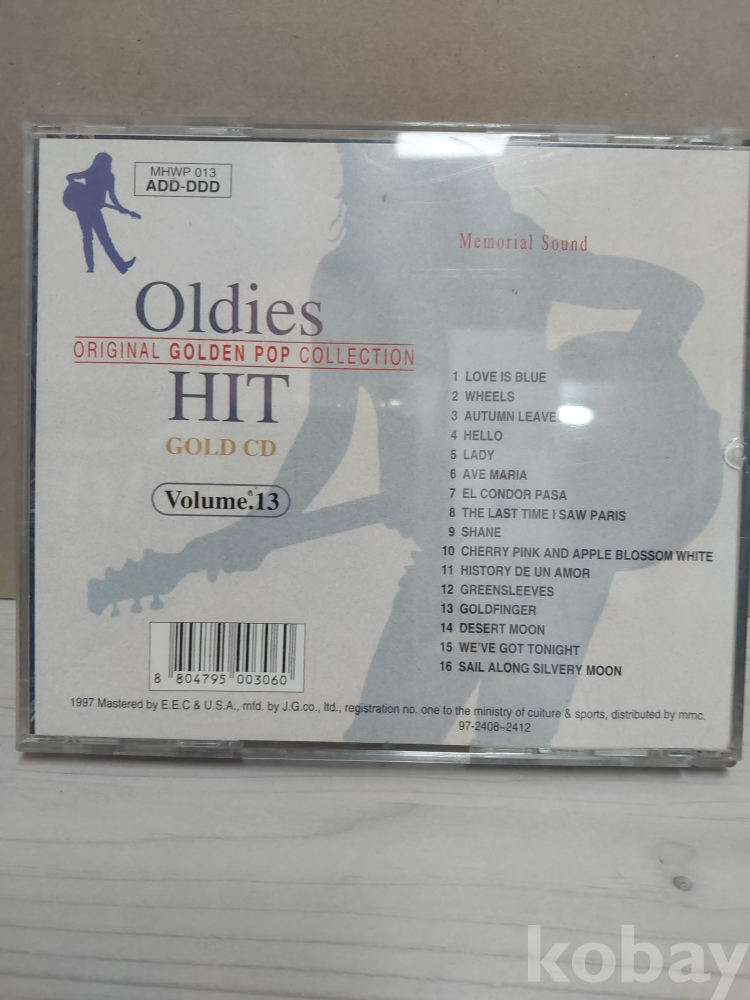 MHWP 013
ADD-DDD
Memorial Sound
Oldies
ORIGINAL GOLDEN POP COLLECTION
HIT
GOLD CD
Volume.13
1 LOVE IS BLUE
2 WHEELS
3 AUTUMN LEAVE
4 HELLO
5 LADY
6 AVE MARIA
7 EL CONDOR PASA
8 THE LAST TIME I SAW PARIS
9 SHANE
10 CHERRY PINK AND APPLE BLOSSOM WHITE
11 HISTORY DE UN AMOR
12 GREENSLEEVES
13 GOLDFINGER
14 DESERT MOON
15 WE'VE GOT TONIGHT
16 SAIL ALONG SILVERY MOON
8 804795 003060
1997 Mastered by E.E.C & U.S.A., mfd. by J.G.co., ltd., registration no. one to the ministry of culture & sports, distributed by mmc.
97-2408~2412
kobay